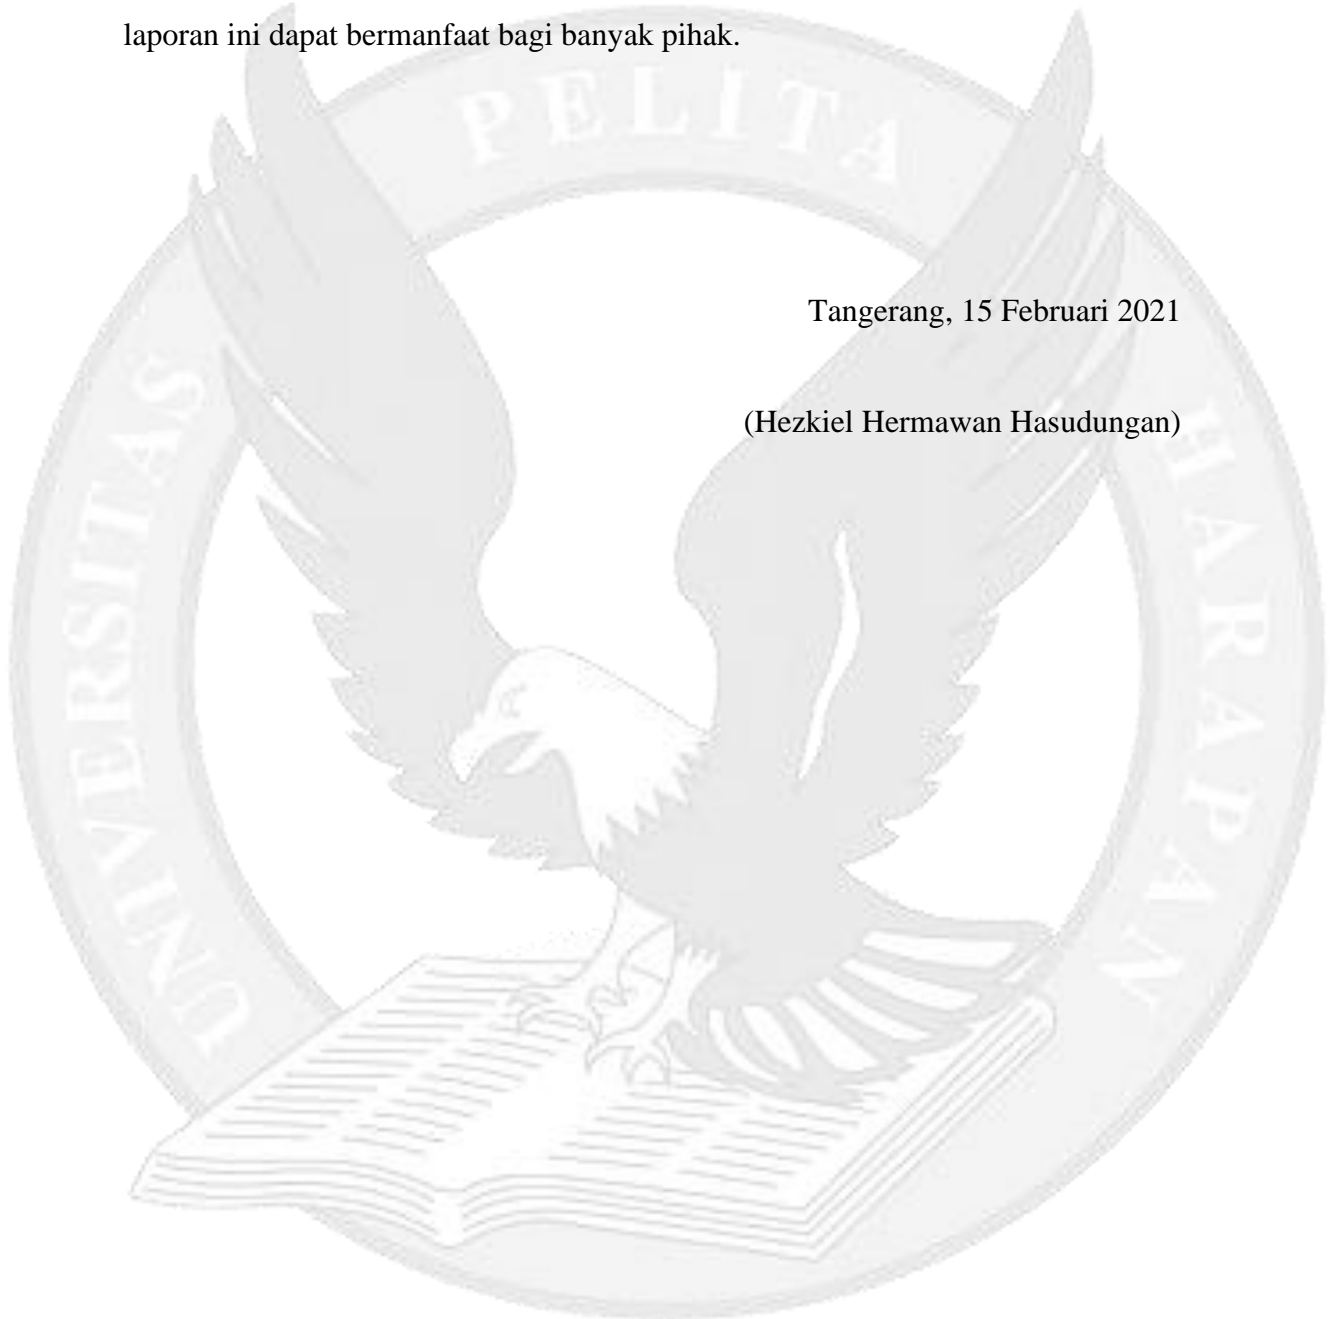 laporan ini dapat bermanfaat bagi banyak pihak.
PELITA
Tangerang, 15 Februari 2021
(Hezkiel Hermawan Hasudungan)
UNIVERSITAS
HARAPAN